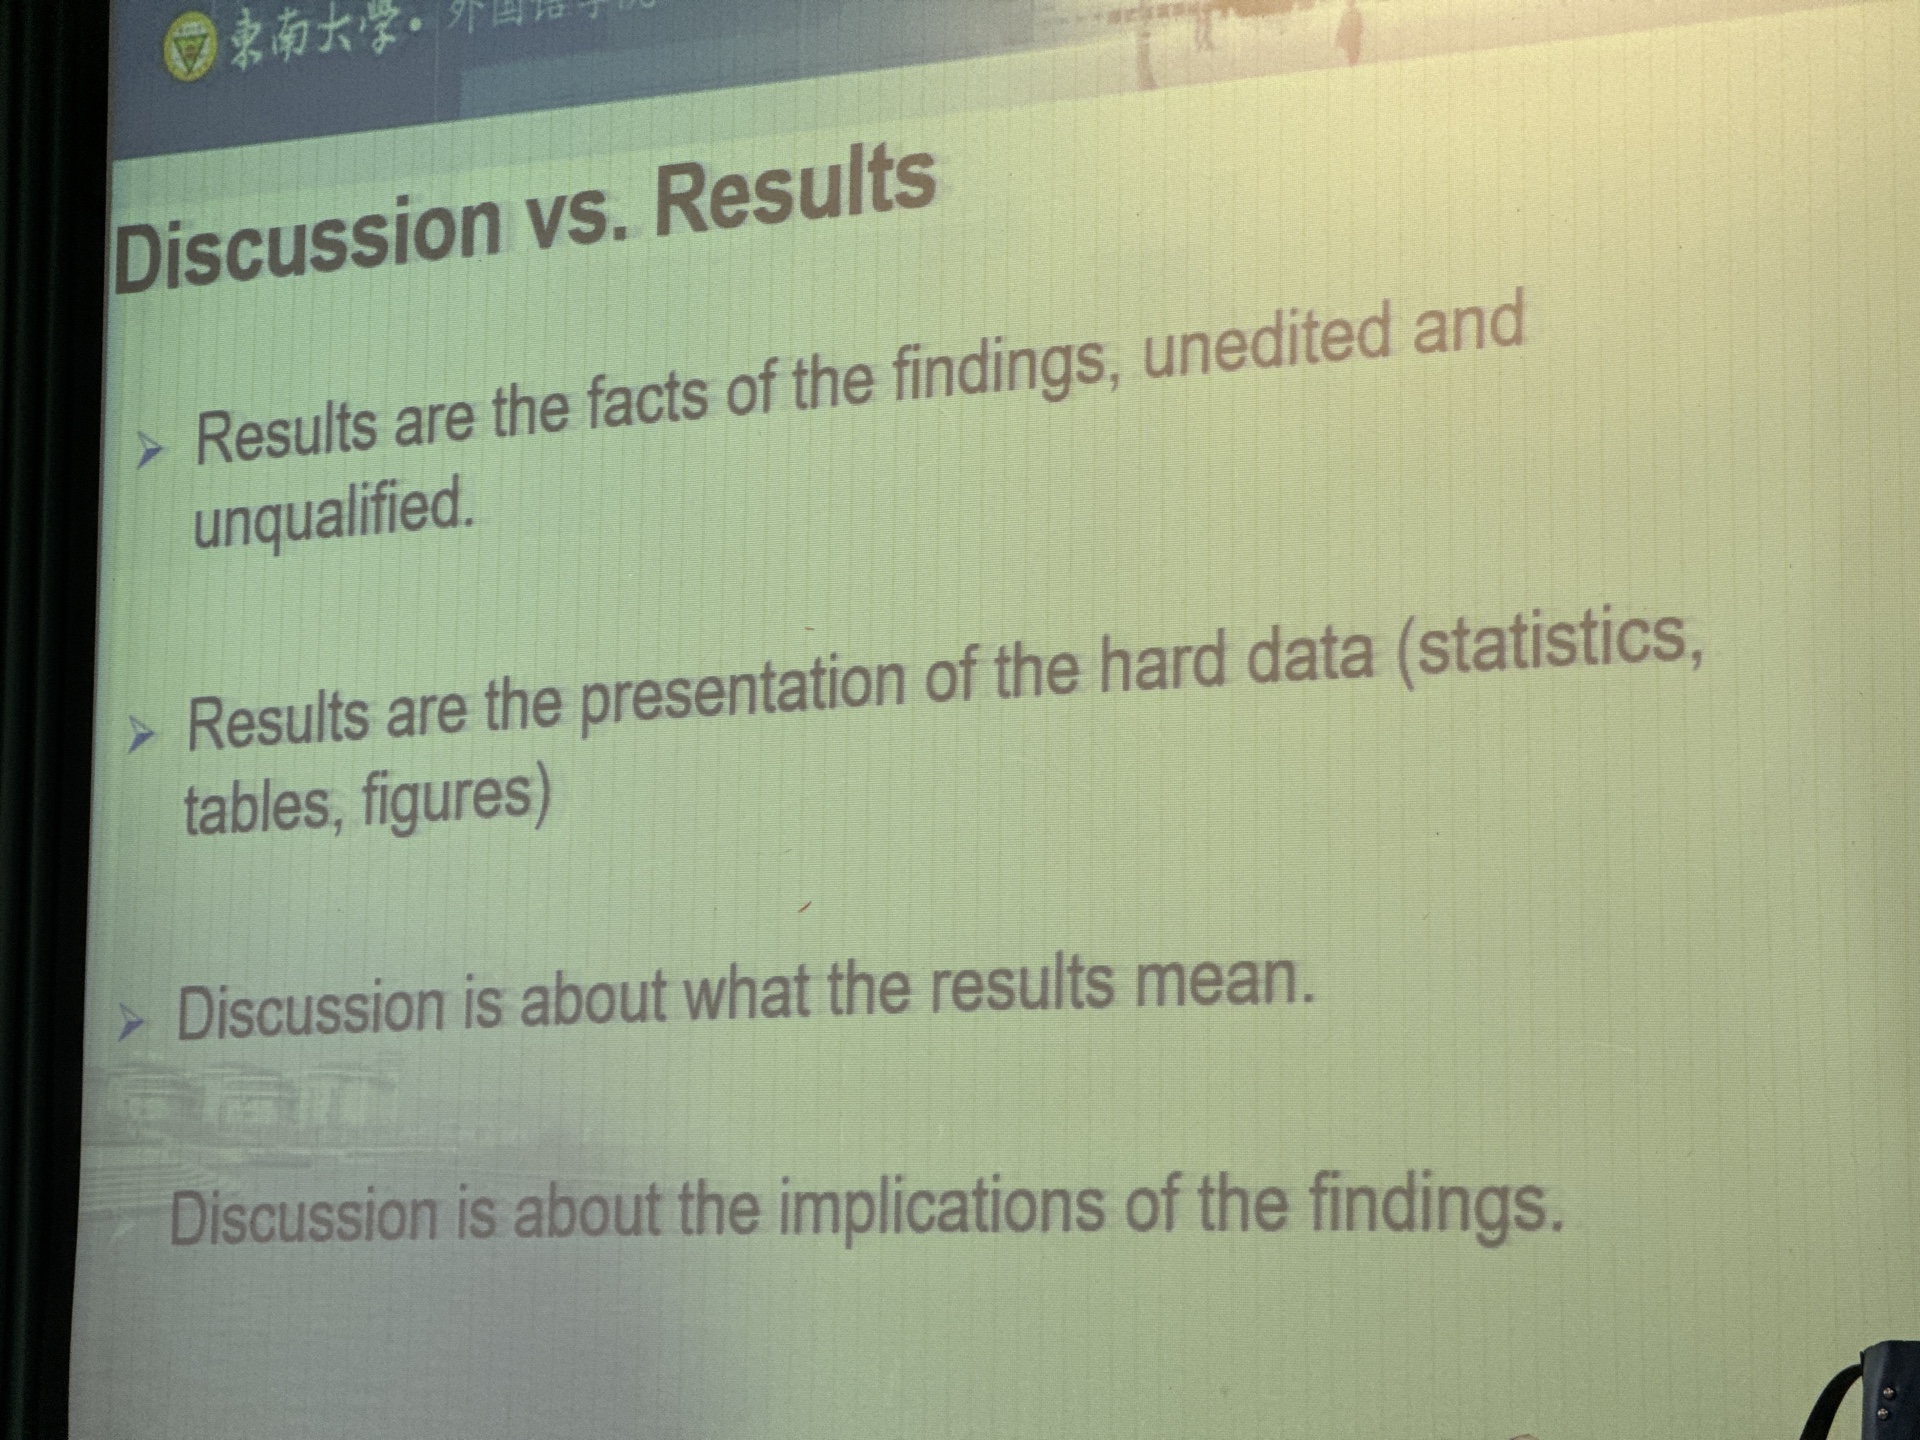 東南大學・外国语学院
Discussion vs. Results
Results are the facts of the findings, unedited and
unqualified.
Results are the presentation of the hard data (statistics,
tables, figures)
Discussion is about what the results mean.
Discussion is about the implications of the findings.